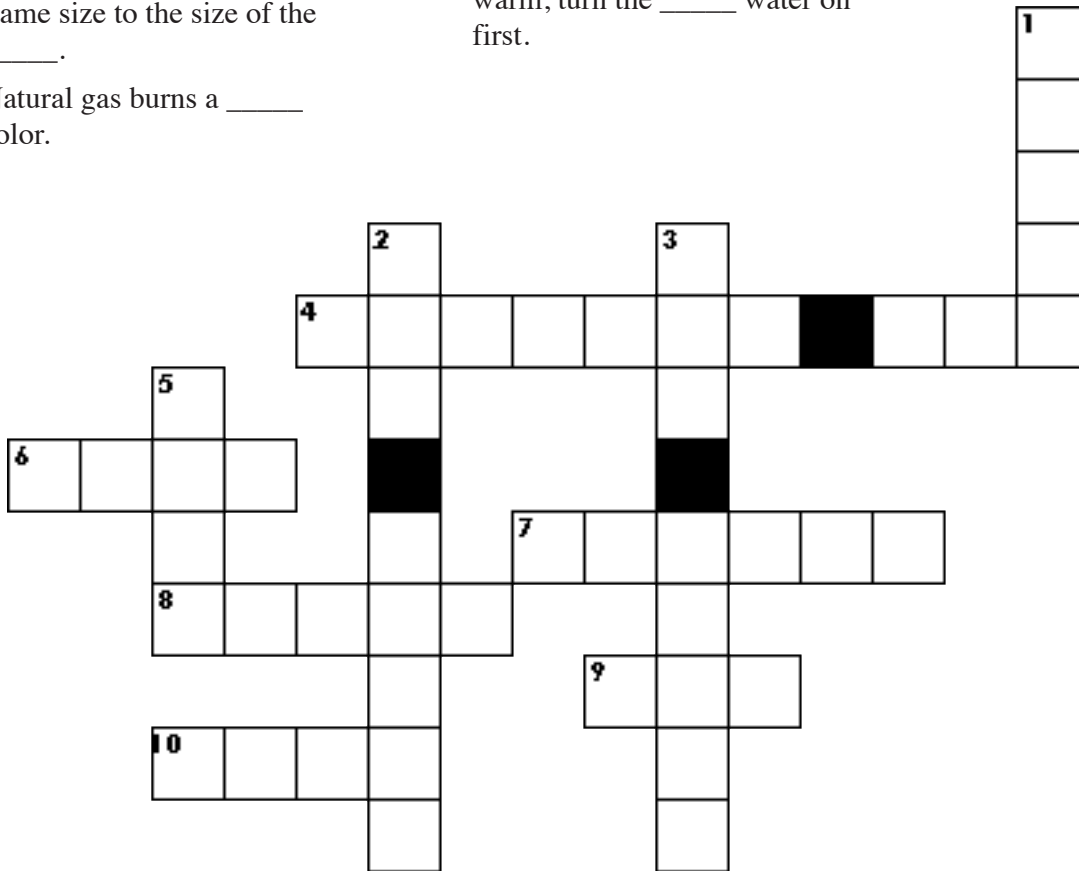 ame size to the size of the
____.
atural gas burns a _____
olor.
warm, turn the _____ water on
first.
1
2
3
4
5
6
7
8
9
10